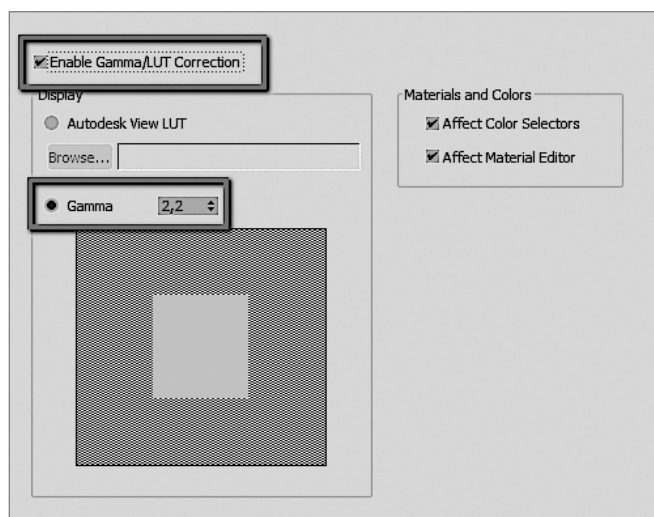 Enable Gamma/LUT Correction
Display
Autodesk View LUT
Browse...
Gamma 2,2
Materials and Colors
Affect Color Selectors
Affect Material Editor